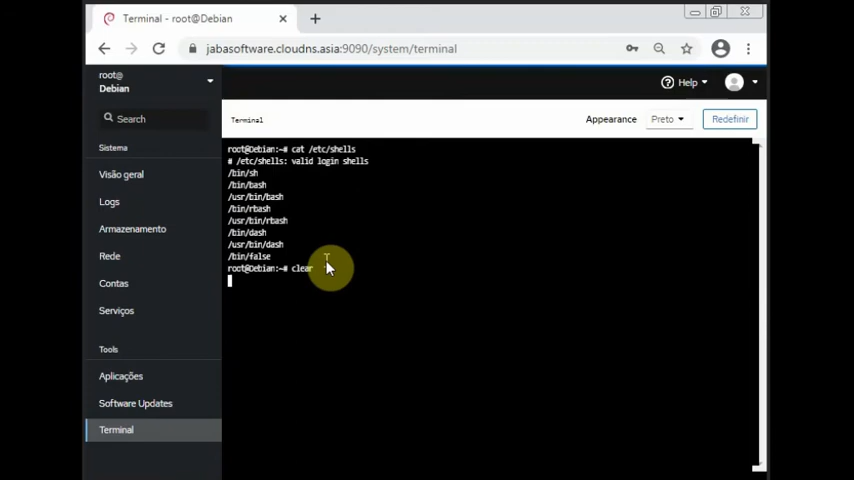 Terminal - root@Debian
jabasoftware.cloudns.asia:9090/system/terminal
root@
Debian
Help
Search
Terminal
Appearance
Preto
Redefinir
Sistema
Visão geral
Logs
Armazenamento
Rede
Contas
Serviços
Tools
Aplicações
Software Updates
Terminal
root@Debian:~# cat /etc/shells
# /etc/shells: valid login shells
/bin/sh
/bin/bash
/usr/bin/bash
/bin/rbash
/usr/bin/rbash
/bin/dash
/usr/bin/dash
/bin/false
root@Debian:~# clear